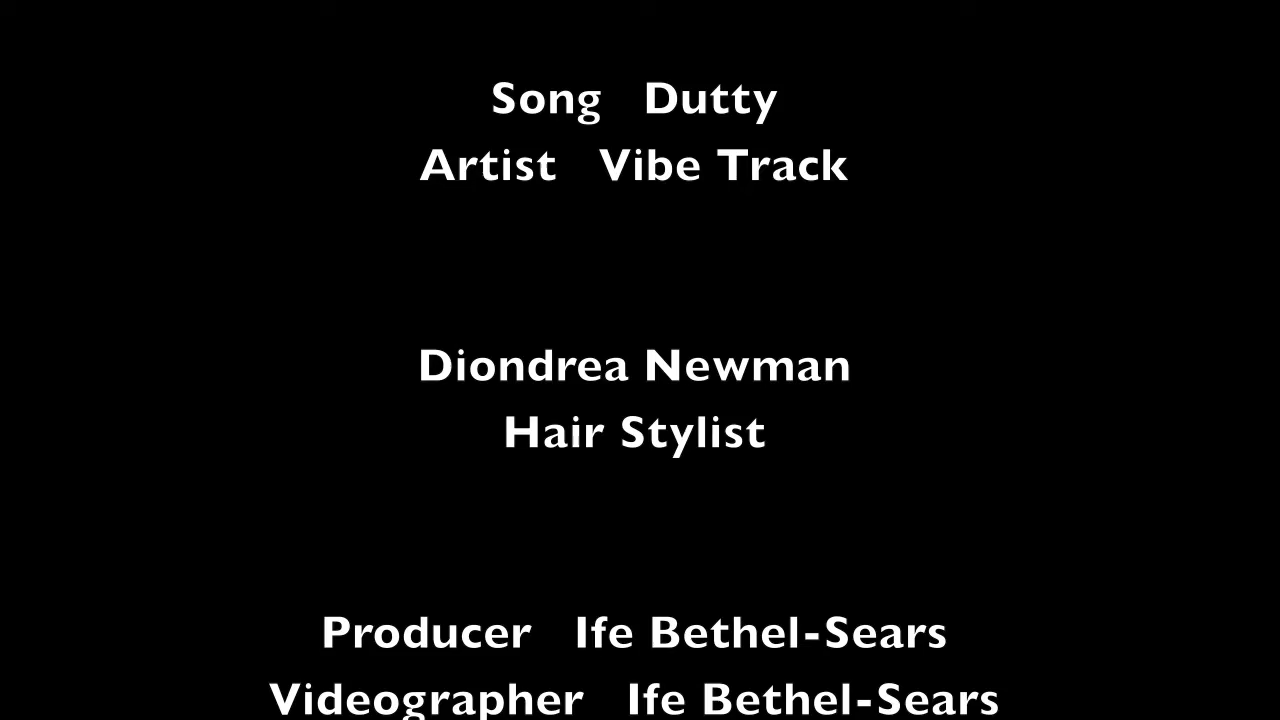 Song Dutty
Artist Vibe Track
Diondrea Newman
Hair Stylist
Producer Ife Bethel-Sears
Videographer Ife Bethel-Sears